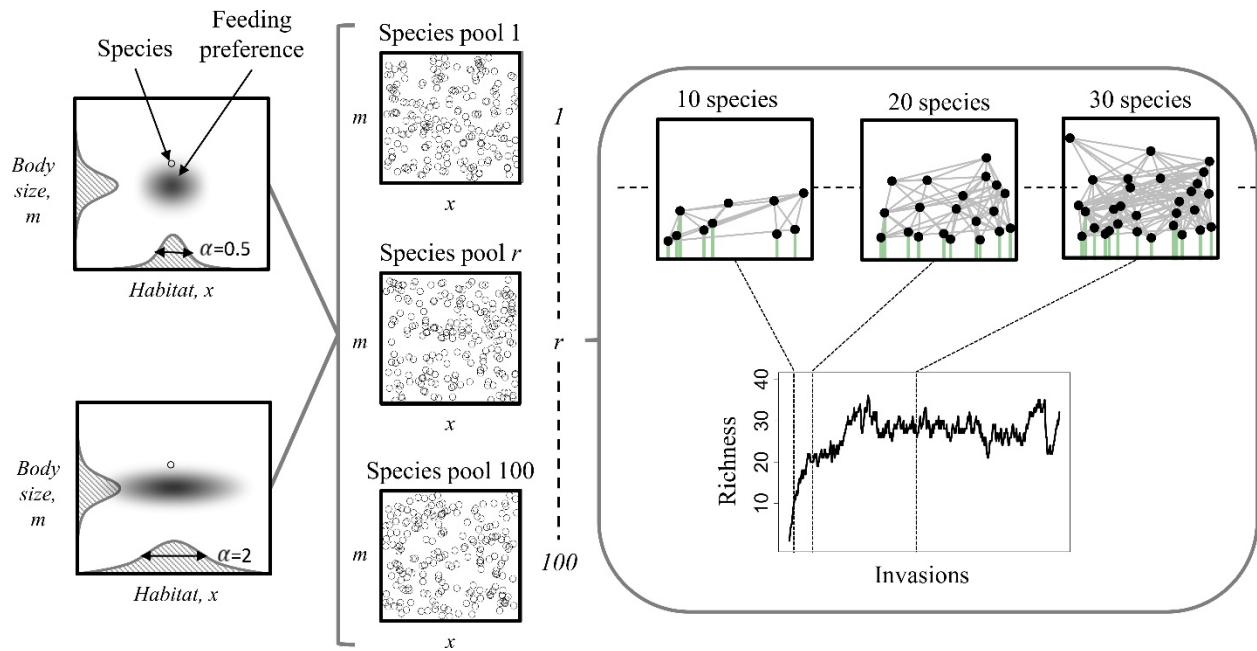 Species
Feeding
preference
Body
size,
m
α=0.5
Habitat, x
Body
size,
m
α=2
Habitat, x
Species pool 1
m
x
Species pool r
m
x
Species pool 100
m
x
1
r
100
10 species
20 species
30 species
Richness
40
30
20
10
Invasions